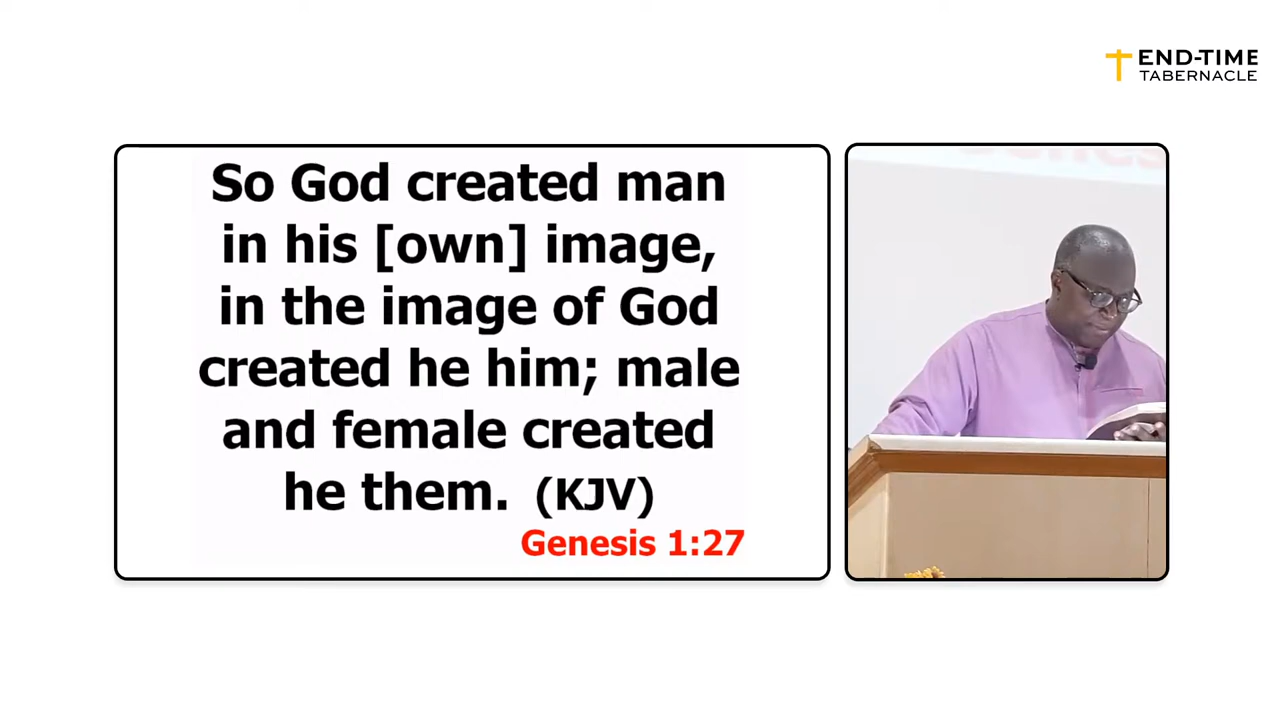 END-TIME
TABERNACLE
So God created man
in his [own] image,
in the image of God
created he him; male
and female created
he them. (KJV)
Genesis 1:27